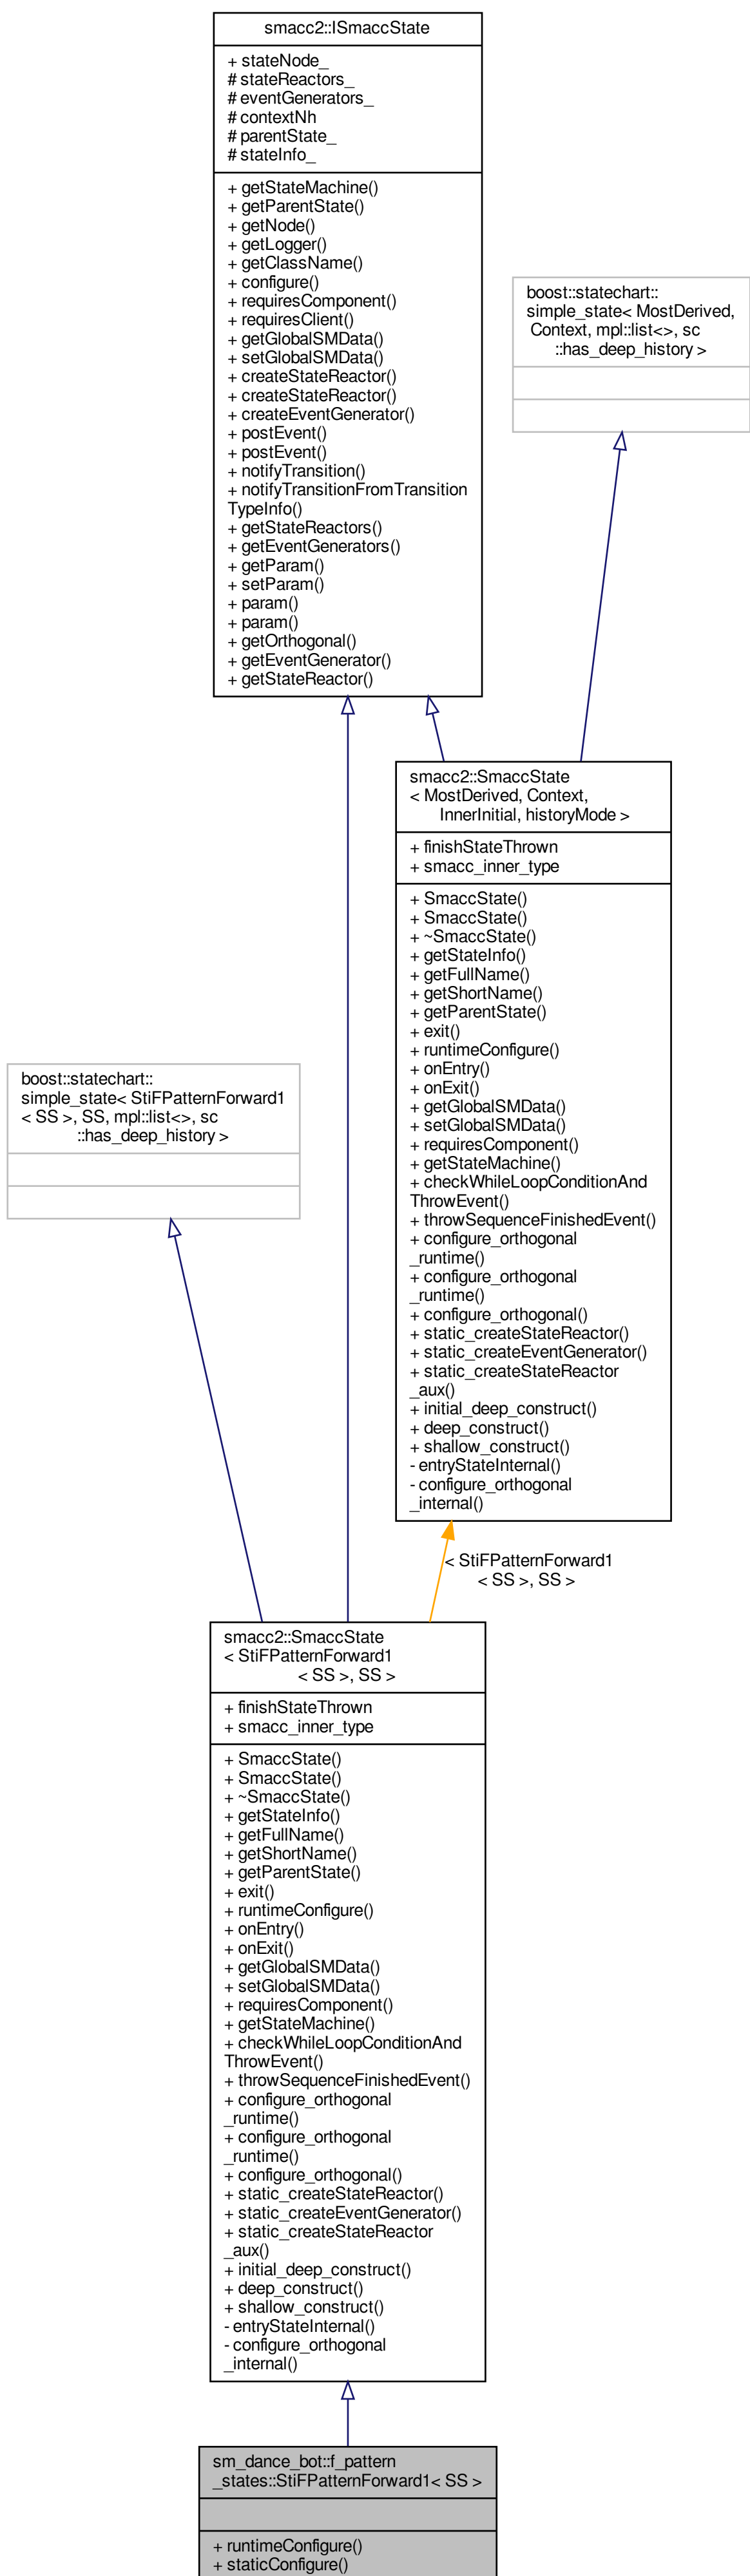 smacc2::ISmaccState
+ stateNode_
# stateReactors_
# eventGenerators_
# contextNh
# parentState_
# stateInfo_
+ getStateMachine()
+ getParentState()
+ getNode()
+ getLogger()
+ getClassName()
+ configure()
+ requiresComponent()
+ requiresClient()
+ getGlobalSMData()
+ setGlobalSMData()
+ createStateReactor()
+ createStateReactor()
+ createEventGenerator()
+ postEvent()
+ postEvent()
+ notifyTransition()
+ notifyTransitionFromTransition
TypeInfo()
+ getStateReactors()
+ getEventGenerators()
+ getParam()
+ setParam()
+ param()
+ param()
+ getOrthogonal()
+ getEventGenerator()
+ getStateReactor()
boost::statechart::
simple_state< MostDerived,
Context, mpl::list<>, sc
::has_deep_history >
smacc2::SmaccState
< MostDerived, Context,
InnerInitial, historyMode >
+ finishStateThrown
+ smacc_inner_type
+ SmaccState()
+ SmaccState()
+ ~SmaccState()
+ getStateInfo()
+ getFullName()
+ getShortName()
+ getParentState()
+ exit()
+ runtimeConfigure()
+ onEntry()
+ onExit()
+ getGlobalSMData()
+ setGlobalSMData()
+ requiresComponent()
+ getStateMachine()
+ checkWhileLoopConditionAnd
ThrowEvent()
+ throwSequenceFinishedEvent()
+ configure_orthogonal
_runtime()
+ configure_orthogonal
_runtime()
+ configure_orthogonal()
+ static_createStateReactor()
+ static_createEventGenerator()
+ static_createStateReactor
_aux()
+ initial_deep_construct()
+ deep_construct()
+ shallow_construct()
- entryStateInternal()
- configure_orthogonal
_internal()
boost::statechart::
simple_state< StiFPatternForward1
< SS >, SS, mpl::list<>, sc
::has_deep_history >
< StiFPatternForward1
< SS >, SS >
smacc2::SmaccState
< StiFPatternForward1
< SS >, SS >
+ finishStateThrown
+ smacc_inner_type
+ SmaccState()
+ SmaccState()
+ ~SmaccState()
+ getStateInfo()
+ getFullName()
+ getShortName()
+ getParentState()
+ exit()
+ runtimeConfigure()
+ onEntry()
+ onExit()
+ getGlobalSMData()
+ setGlobalSMData()
+ requiresComponent()
+ getStateMachine()
+ checkWhileLoopConditionAnd
ThrowEvent()
+ throwSequenceFinishedEvent()
+ configure_orthogonal
_runtime()
+ configure_orthogonal
_runtime()
+ configure_orthogonal()
+ static_createStateReactor()
+ static_createEventGenerator()
+ static_createStateReactor
_aux()
+ initial_deep_construct()
+ deep_construct()
+ shallow_construct()
- entryStateInternal()
- configure_orthogonal
_internal()
sm_dance_bot::f_pattern
_states::StiFPatternForward1< SS >
+ runtimeConfigure()
+ staticConfigure()